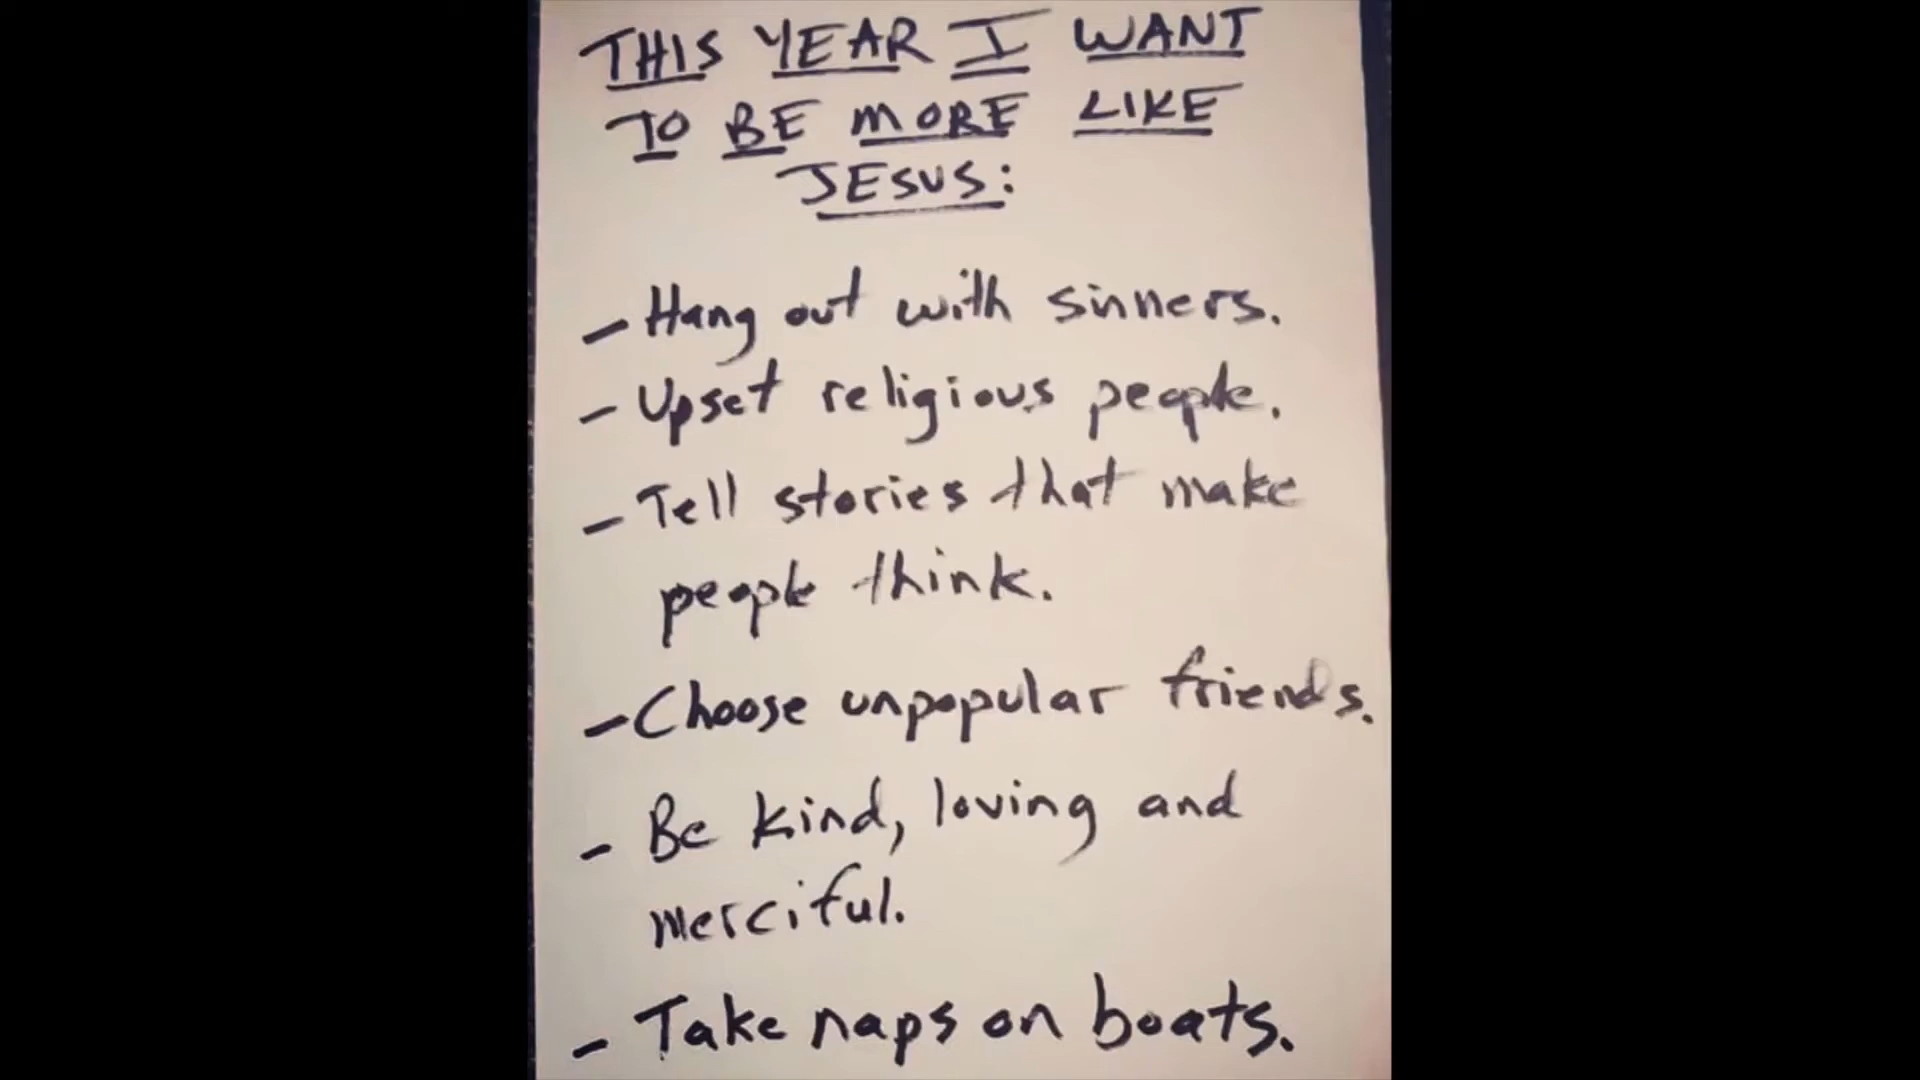 THIS YEAR I WANT
TO BE MORE LIKE
JESUS:
- Hang out with sinners.
- Upset religious people.
- Tell stories that make
people think.
- Choose unpopular friends.
- Be kind, loving and
merciful.
- Take naps on boats.